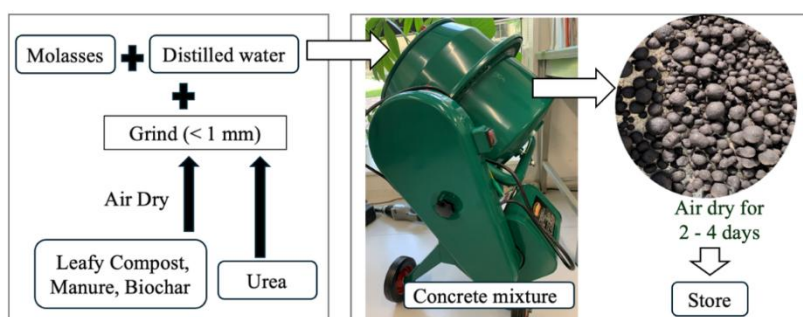 Molasses
Distilled water
Grind (< 1 mm)
Air Dry
Leafy Compost,
Manure, Biochar
Urea
Concrete mixture
Air dry for
2 - 4 days
Store